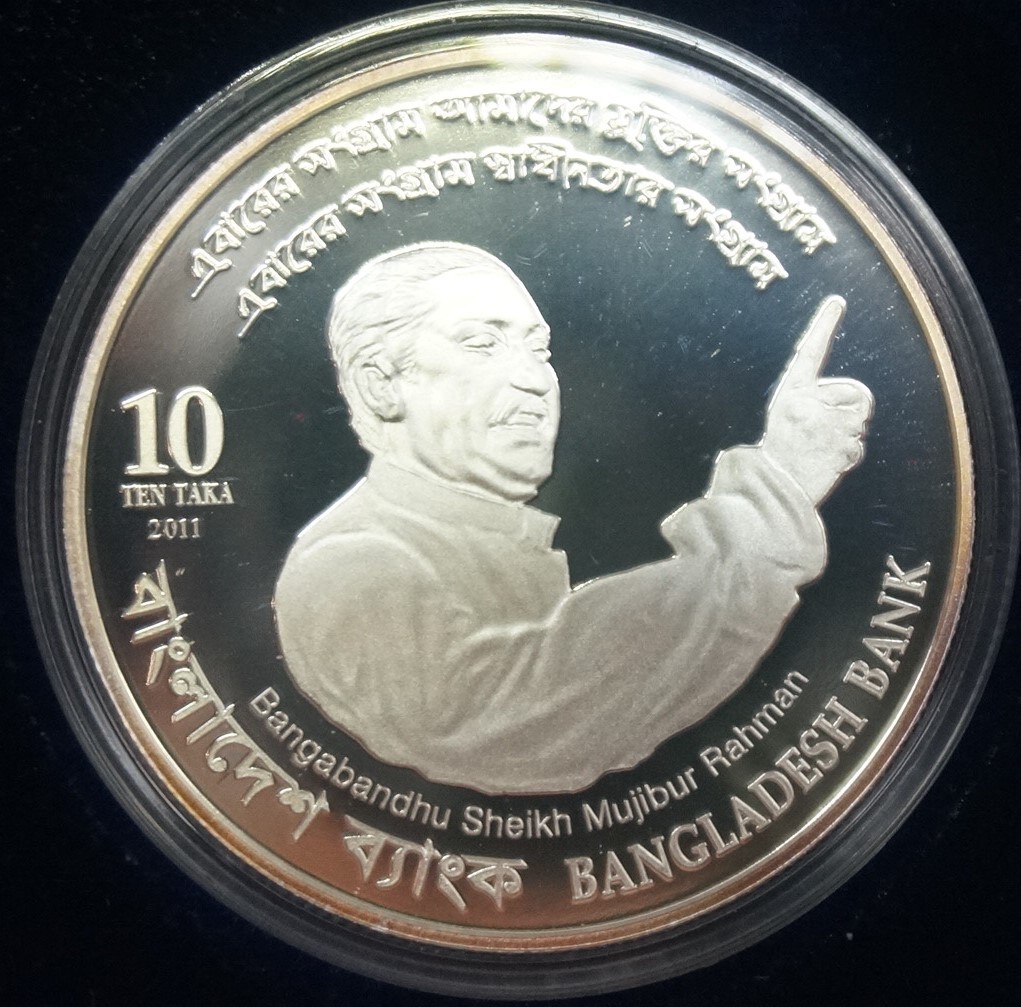 এবারের সংগ্রাম আমাদের মুক্তির সংগ্রাম
এবারের সংগ্রাম স্বাধীনতার সংগ্রাম
10
TEN TAKA
2011
বাংলাদেশ ব্যাংক
Bangabandhu Sheikh Mujibur Rahman
BANGLADESH BANK